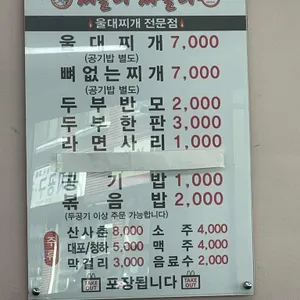 울대찌개 전문점
울대찌개 7,000
(공기밥 별도)
뼈없는찌개 7,000
(공기밥 별도)
두부반모 2,000
두부한판 3,000
라면사리 1,000
공기밥 1,000
볶음밥 2,000
(두공기 이상 주문 가능합니다)
산사춘 8,000 소주 4,000
대포/청하 5,000 맥주 4,000
막걸리 3,000 음료수 2,000
TAKE OUT 포장됩니다 TAKE OUT